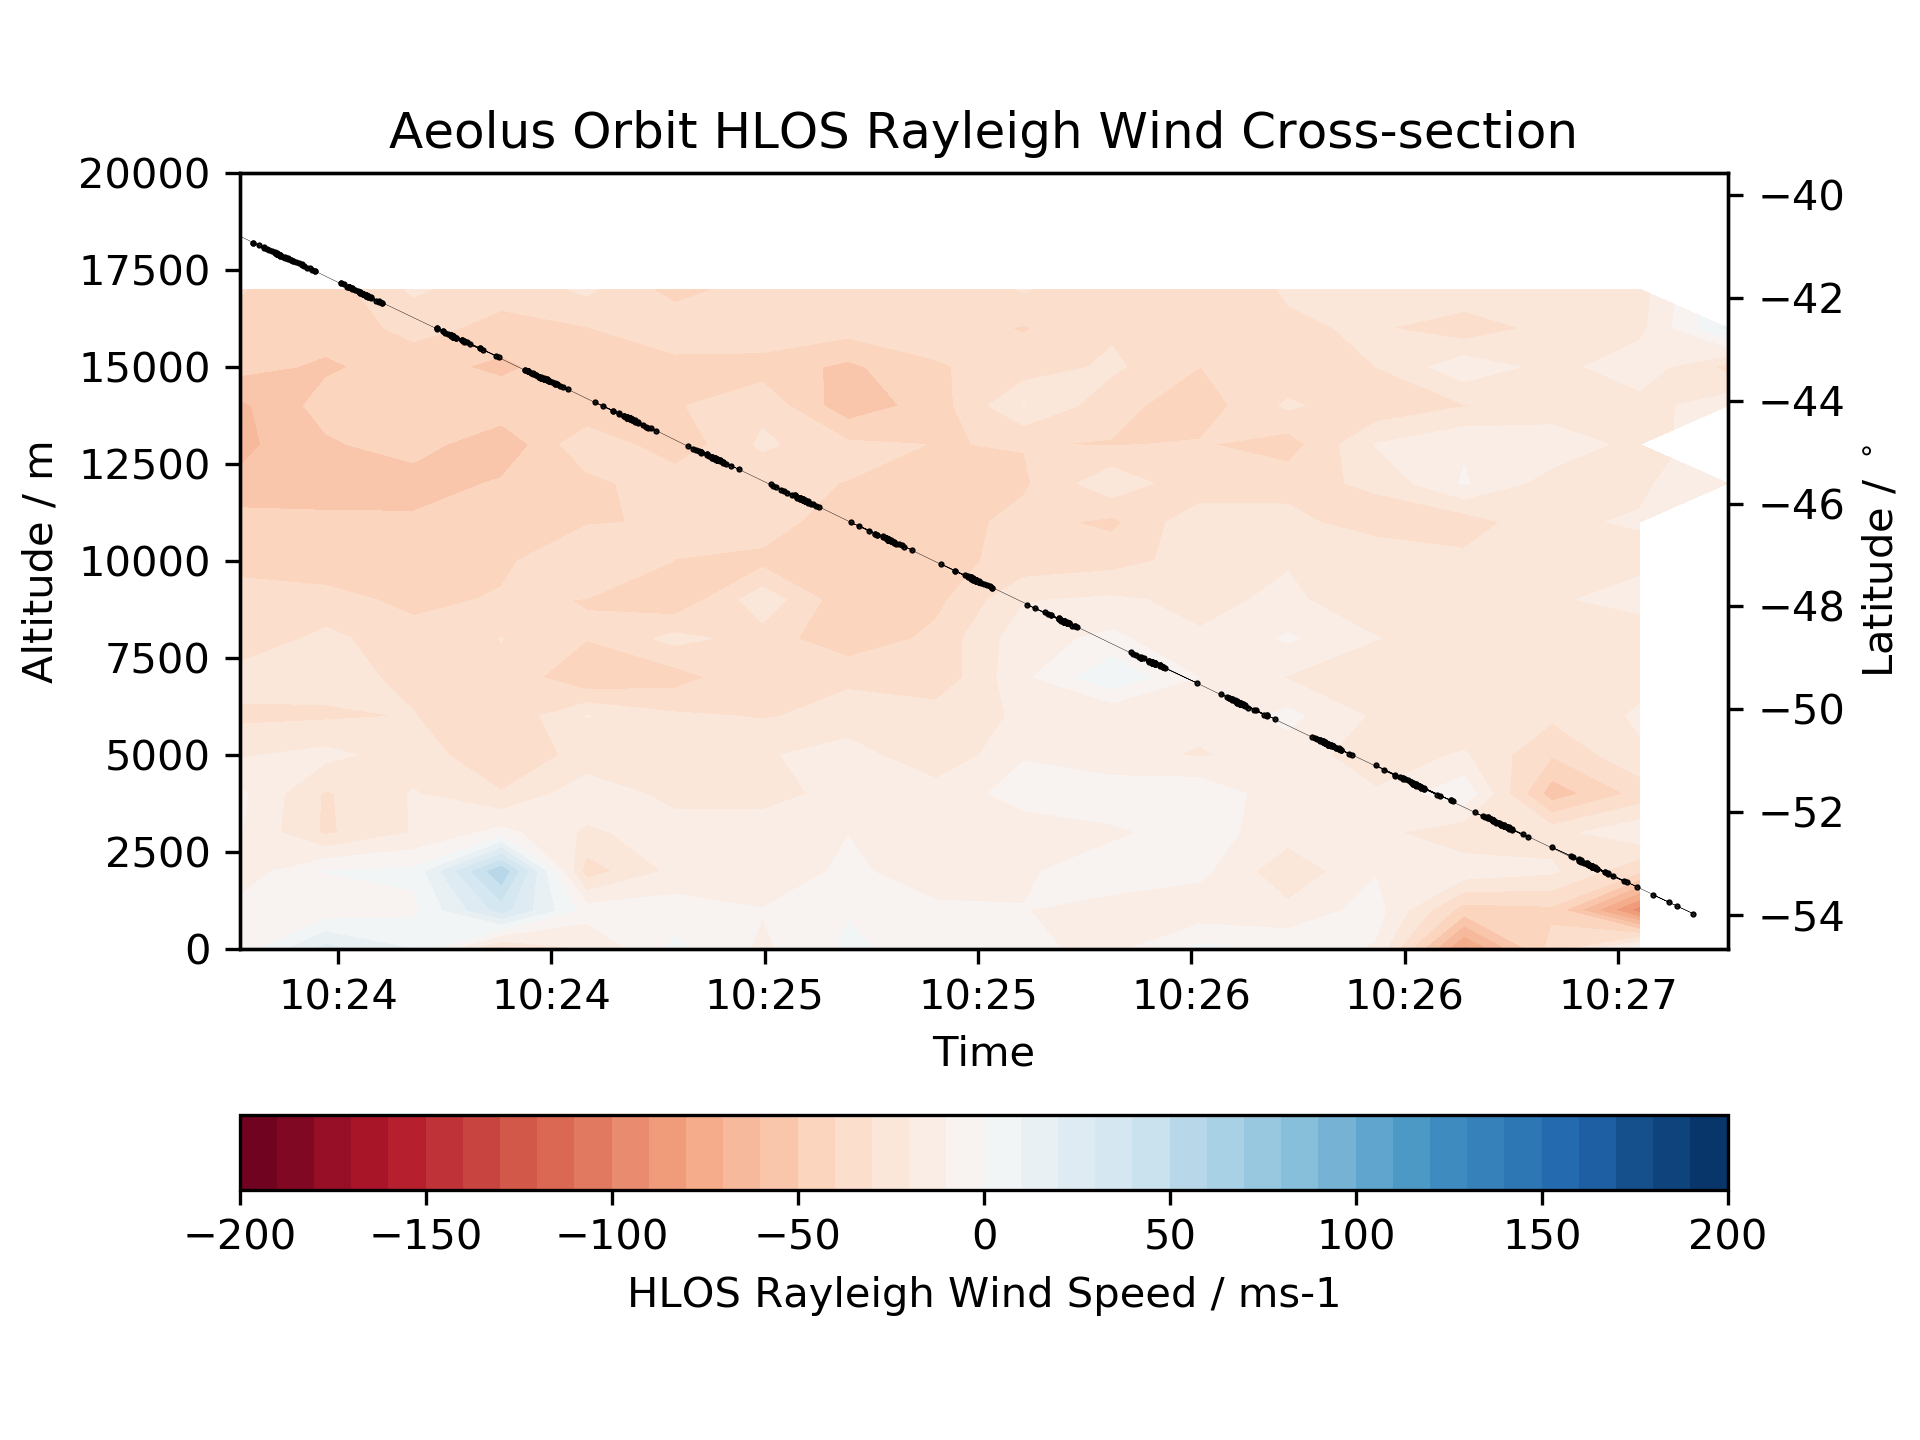 Aeolus Orbit HLOS Rayleigh Wind Cross-section
20000
17500
15000
12500
10000
7500
5000
2500
0
Altitude / m
−40
−42
−44
−46
−48
−50
−52
−54
Latitude / °
10:24 10:24 10:25 10:25 10:26 10:26 10:27
Time
−200 −150 −100 −50 0 50 100 150 200
HLOS Rayleigh Wind Speed / ms-1